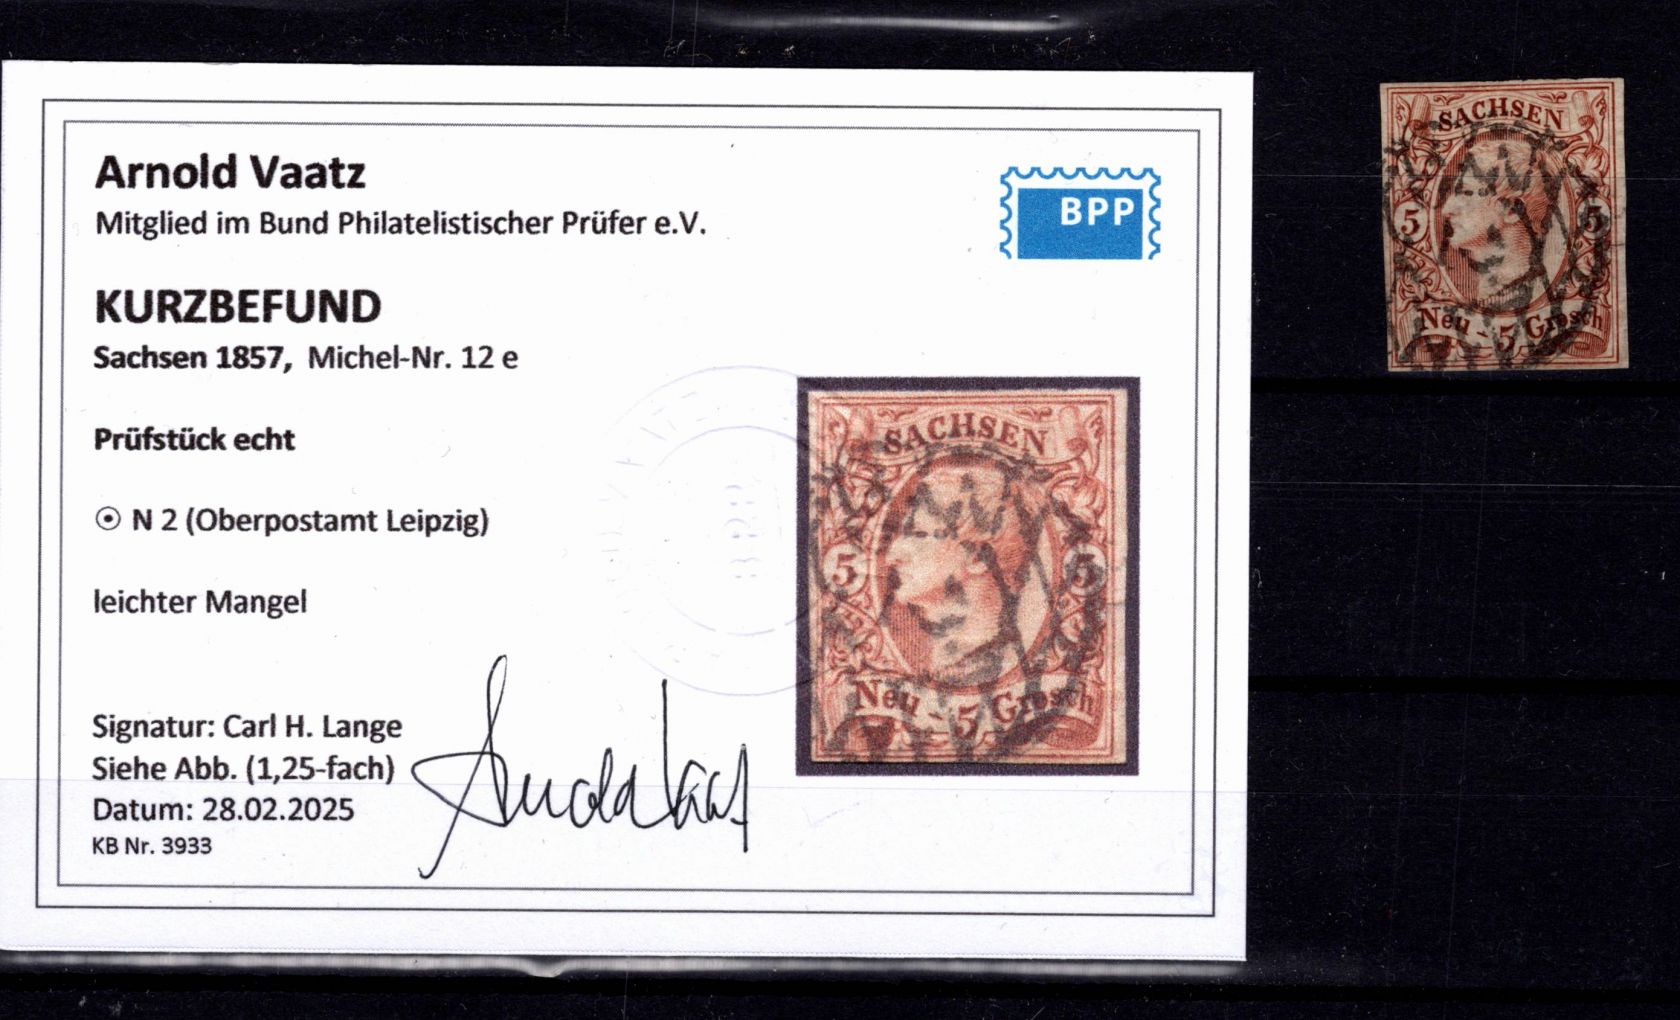 Arnold Vaatz
Mitglied im Bund Philatelistischer Prüfer e.V.
BPP
KURZBEFUND
Sachsen 1857, Michel-Nr. 12 e
Prüfstück echt
N 2 (Oberpostamt Leipzig)
leichter Mangel
Signatur: Carl H. Lange
Siehe Abb. (1,25-fach)
Datum: 28.02.2025
KB Nr. 3933
SACHSEN
5 5
Neu - 5 Grosch
SACHSEN
5 5
Neu - 5 Grosch